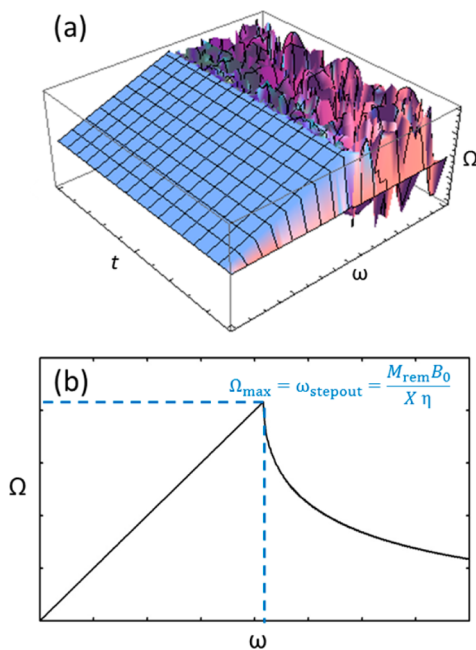 (a)
Ω
t
ω
(b)
Ωmax = ωstepout = MremB0
X η
Ω
ω